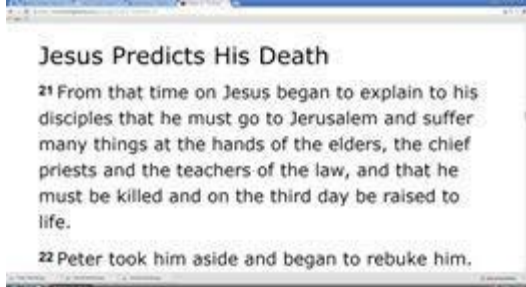 Jesus Predicts His Death
21 From that time on Jesus began to explain to his
disciples that he must go to Jerusalem and suffer
many things at the hands of the elders, the chief
priests and the teachers of the law, and that he
must be killed and on the third day be raised to
life.
22 Peter took him aside and began to rebuke him.